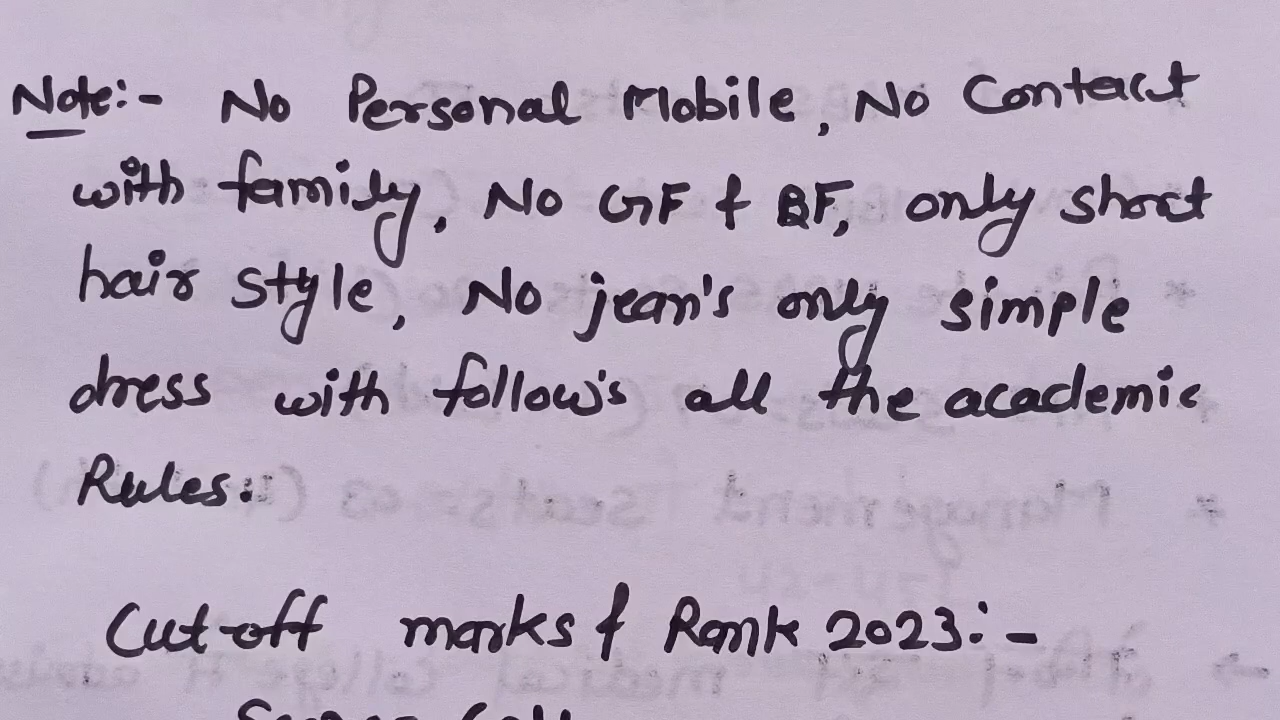 Note:- No Personal Mobile, No Contact
with family, No GF & BF, only short
hair style, No jean's only simple
dress with follow's all the academic
Rules.
Cut-off marks & Rank 2023:-